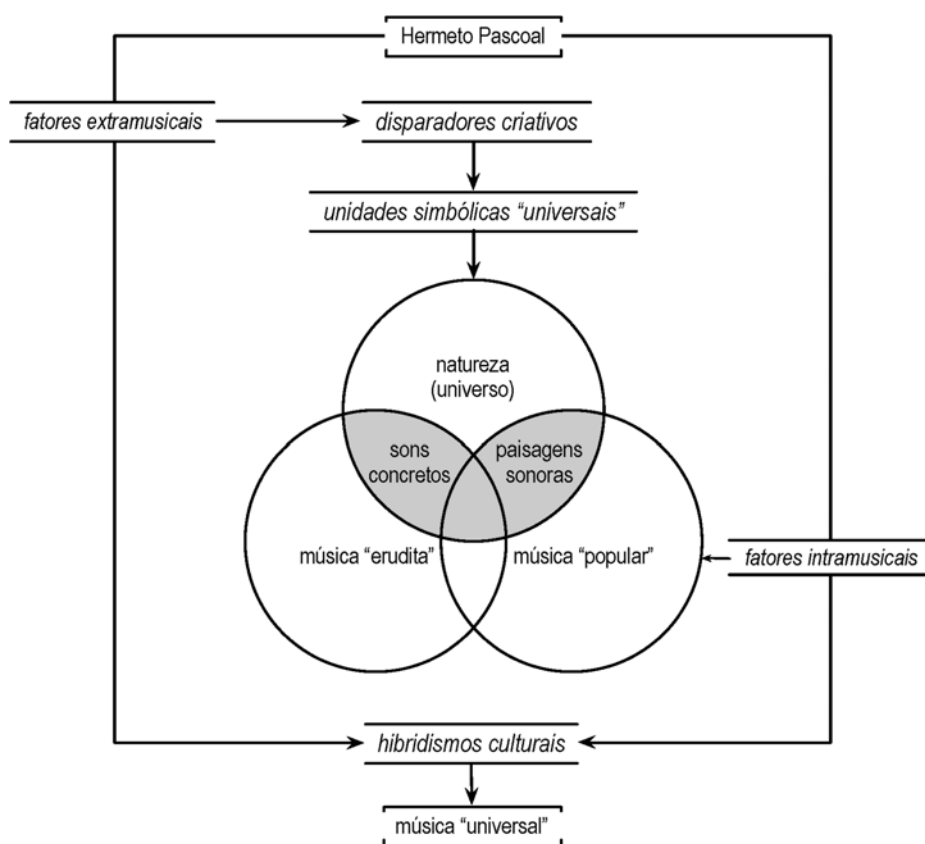 Hermeto Pascoal
fatores extramusicais
disparadores criativos
unidades simbólicas “universais”
natureza
(universo)
sons
concretos
paisagens
sonoras
música “erudita”
música “popular”
fatores intramusicais
hibridismos culturais
música “universal”